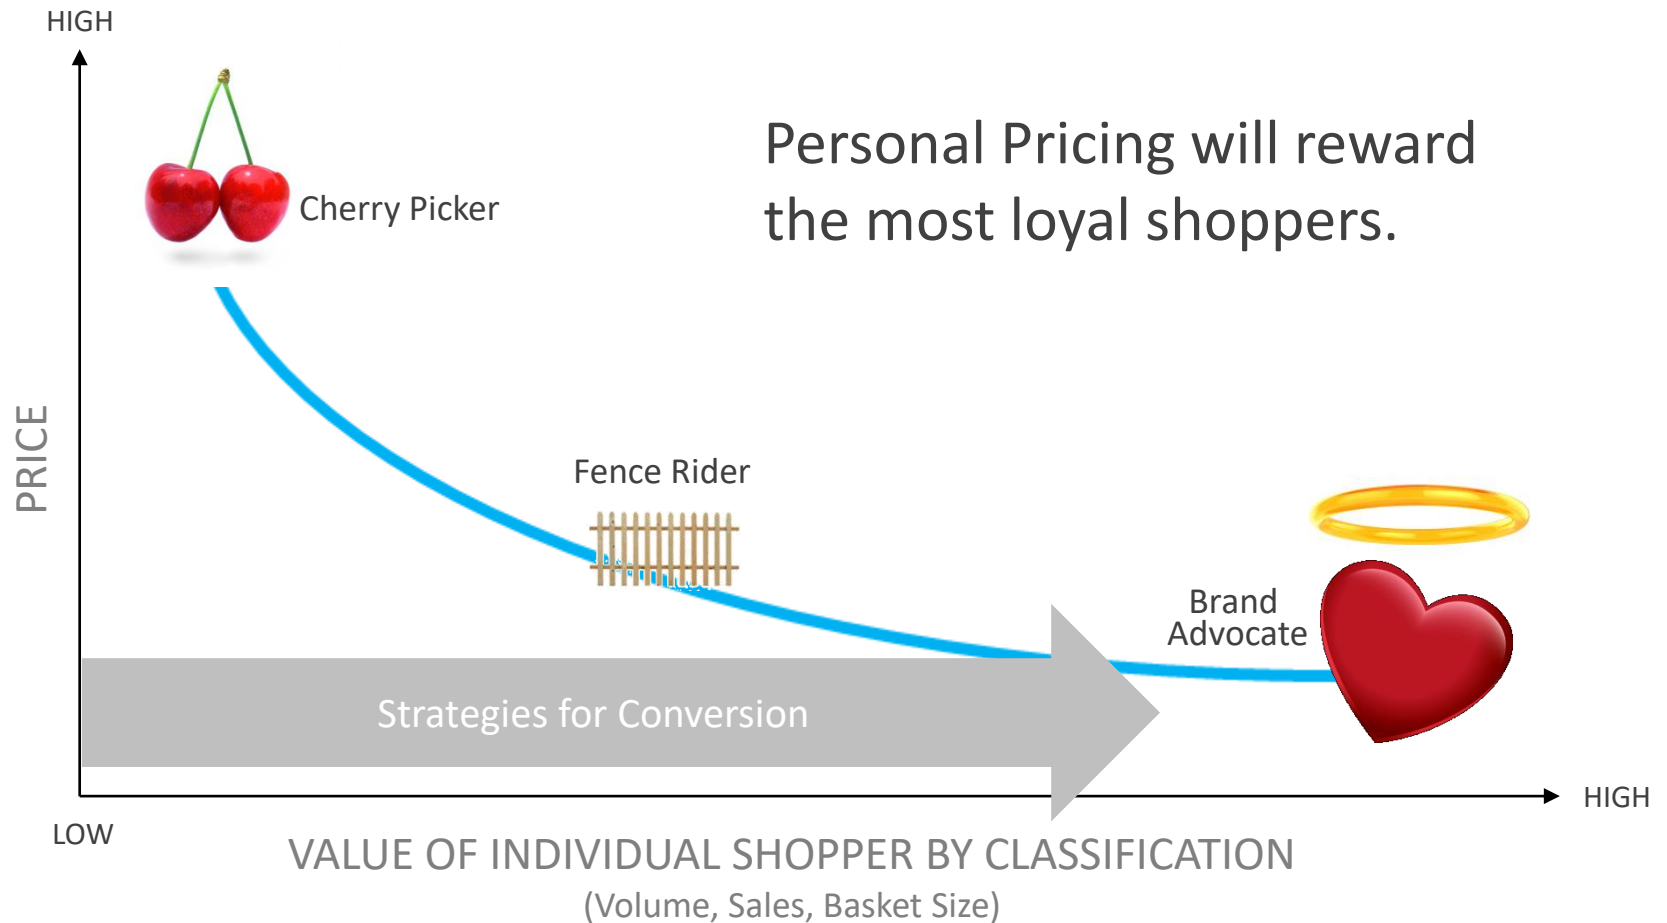 HIGH
Personal Pricing will reward
the most loyal shoppers.
Cherry Picker
PRICE
Fence Rider
Brand
Advocate
Strategies for Conversion
HIGH
LOW
VALUE OF INDIVIDUAL SHOPPER BY CLASSIFICATION
(Volume, Sales, Basket Size)